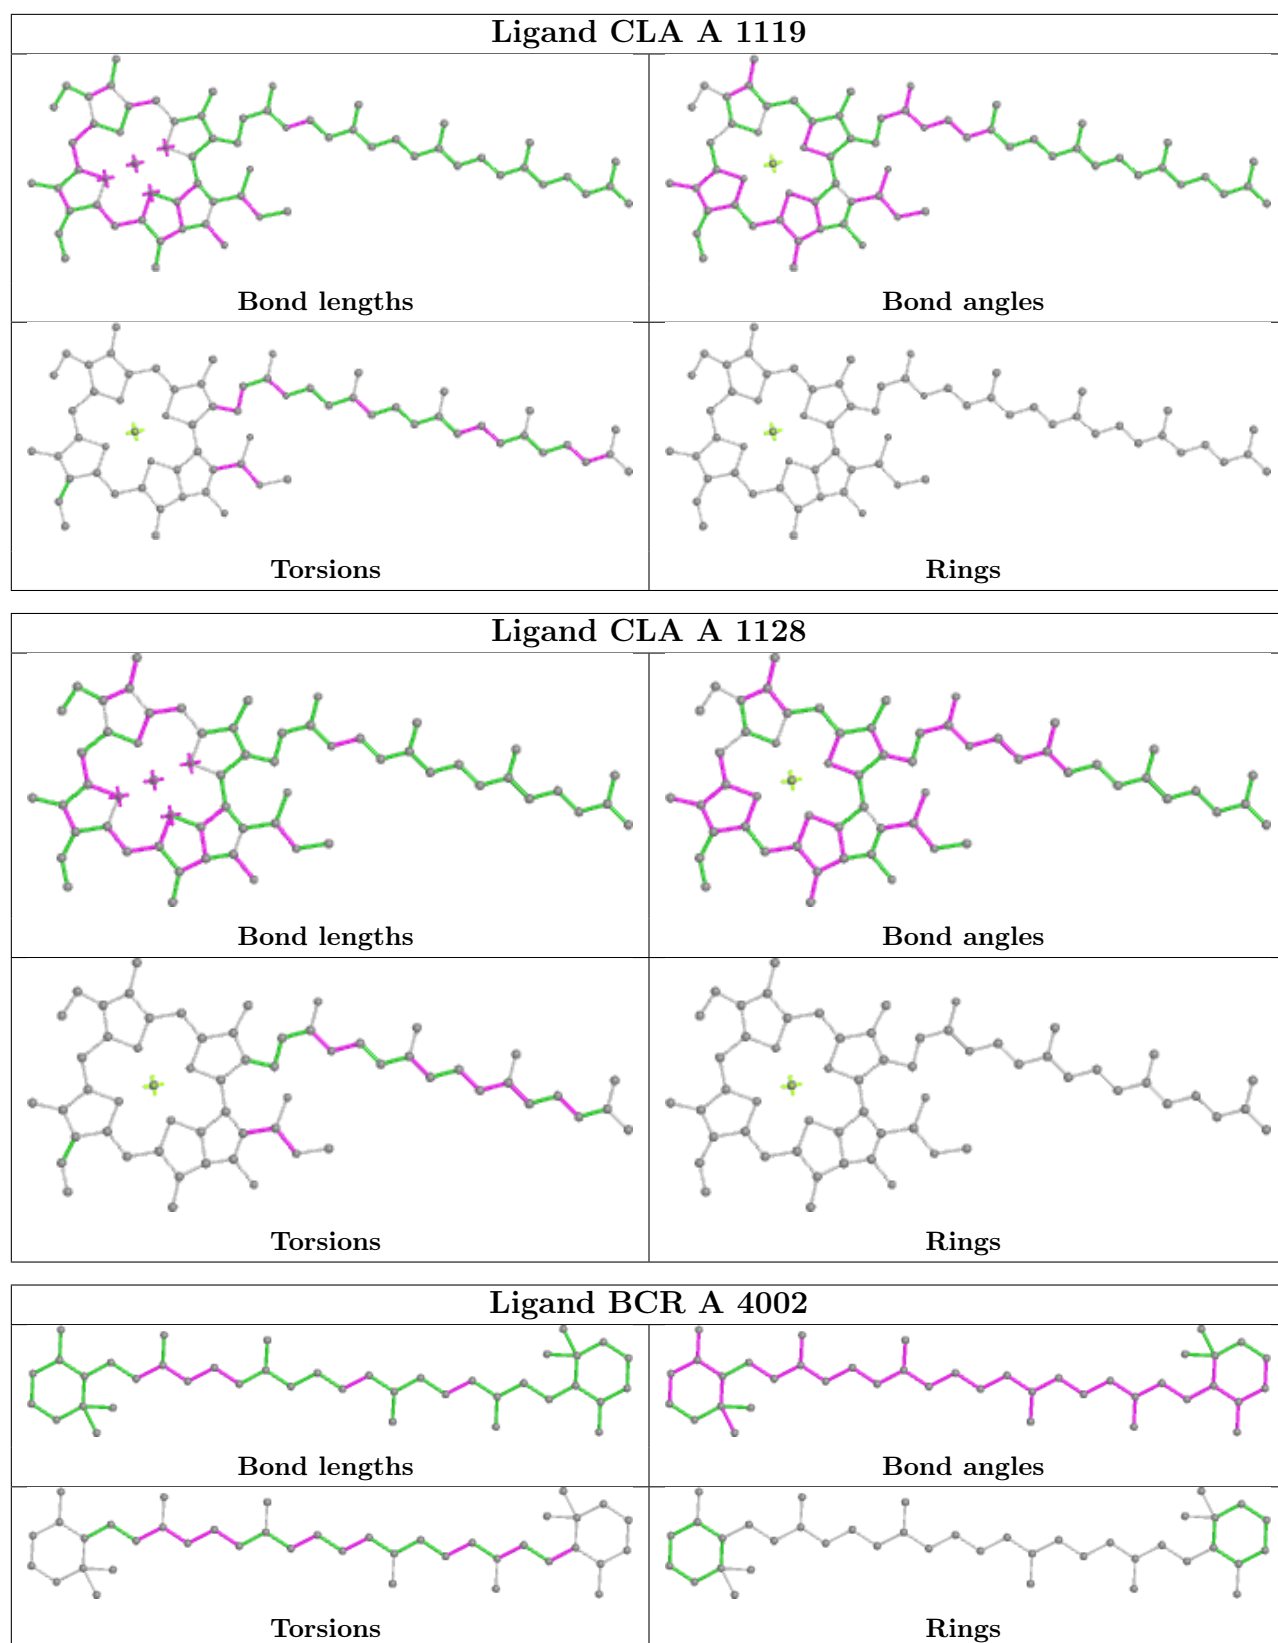 Ligand CLA A 1119
Bond lengths
Bond angles
Torsions
Rings
Ligand CLA A 1128
Bond lengths
Bond angles
Torsions
Rings
Ligand BCR A 4002
Bond lengths
Bond angles
Torsions
Rings